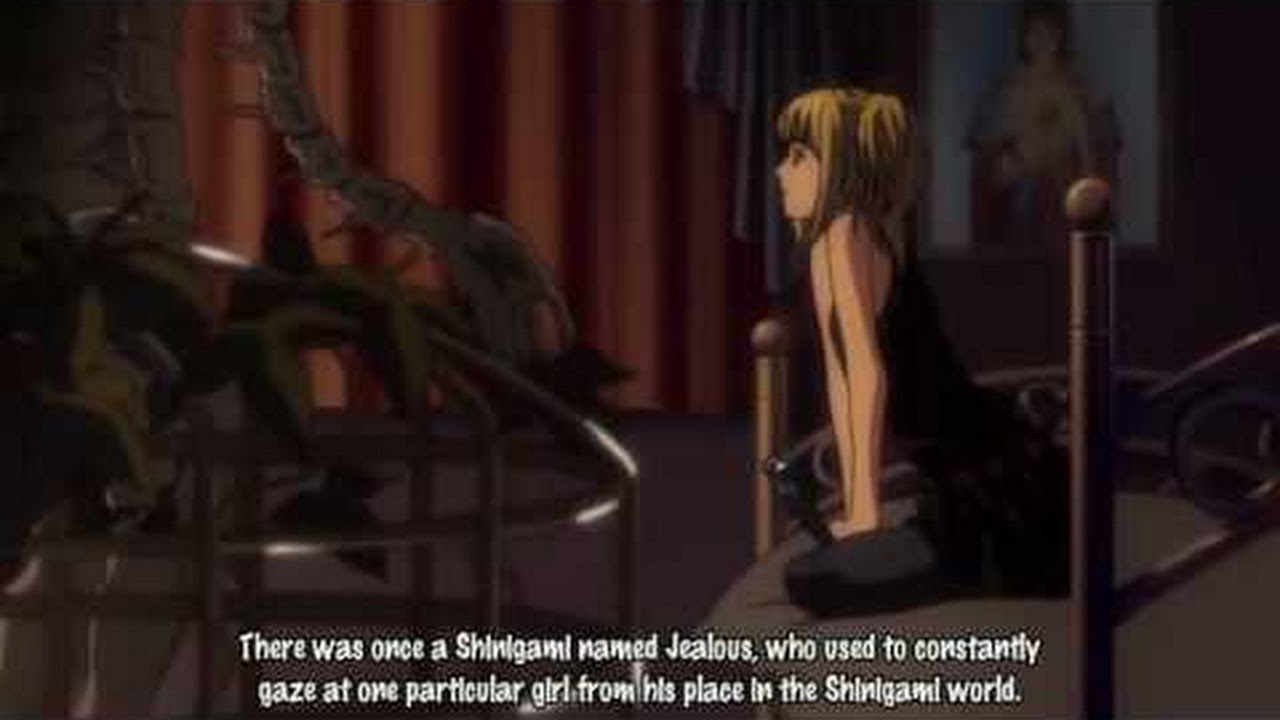 There was once a Shinigami named Jealous, who used to constantly
gaze at one particular girl from his place in the Shinigami world.